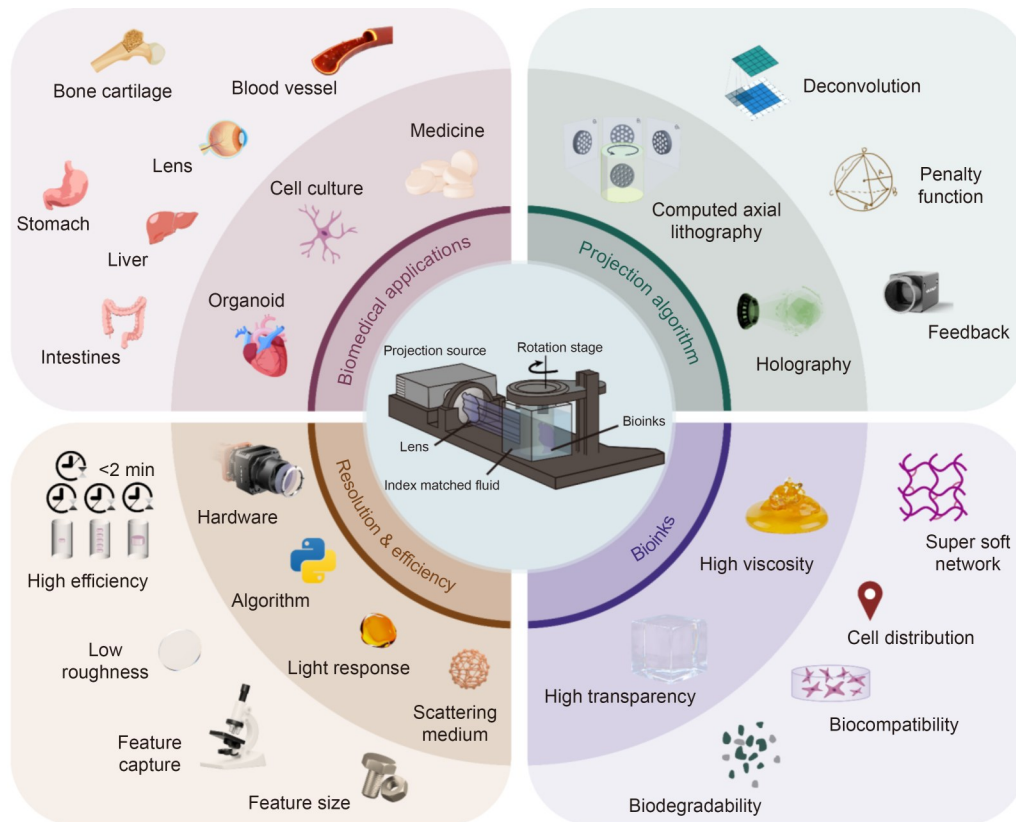 Bone cartilage
Blood vessel
Lens
Stomach
Liver
Intestines
Medicine
Cell culture
Organoid
Biomedical applications
Deconvolution
Penalty
function
Feedback
Computed axial
lithography
Holography
Projection algorithm
Projection source
Rotation stage
Bioinks
Lens
Index matched fluid
<2 min
High efficiency
Low
roughness
Feature
capture
Feature size
Hardware
Algorithm
Light response
Scattering
medium
Resolution & efficiency
Bioinks
High viscosity
High transparency
Super soft
network
Cell distribution
Biocompatibility
Biodegradability